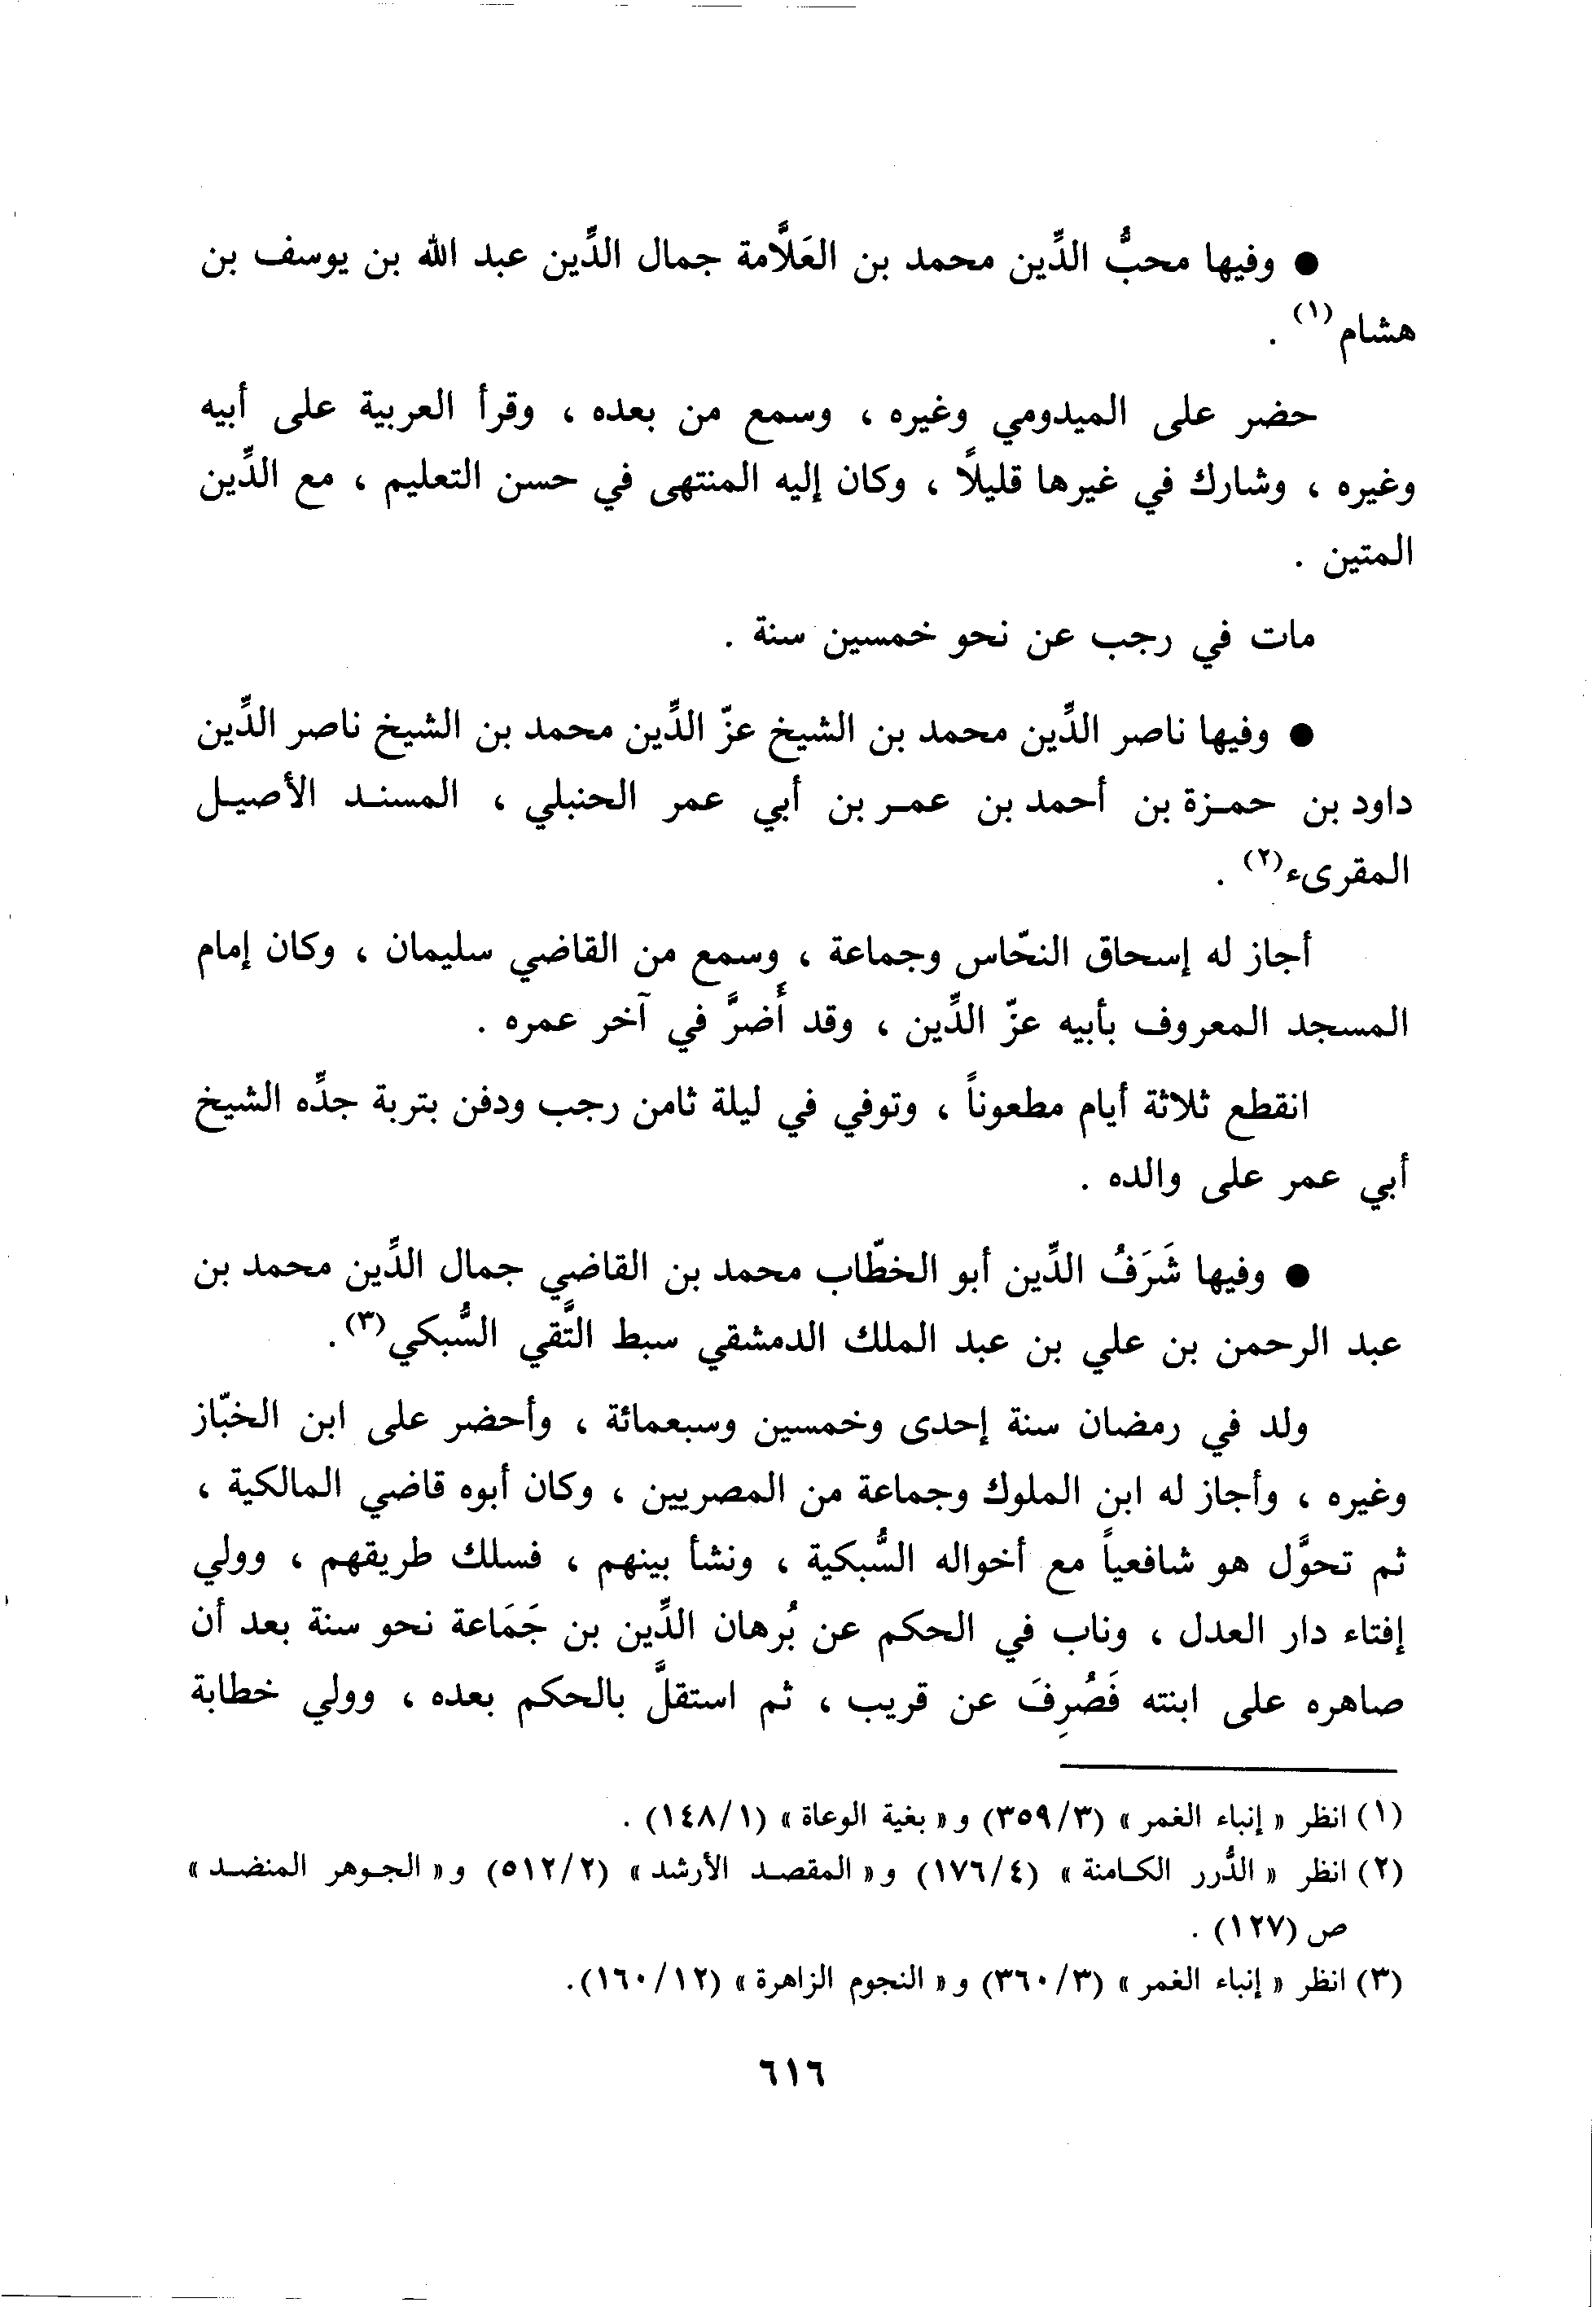 ● وفيها محبُّ الدِّين محمد بن العَلَّامة جمال الدِّين عبد الله بن يوسف بن
هشام(١) .
حضر على الميدومي وغيره ، وسمع من بعده ، وقرأ العربية على أبيه
وغيره ، وشارك في غيرها قليلاً ، وكان إليه المنتهى في حسن التعليم ، مع الدِّين
المتين .
مات في رجب عن نحو خمسين سنة .
● وفيها ناصر الدِّين محمد بن الشيخ عزّ الدِّين محمد بن الشيخ ناصر الدِّين
داود بن حمـزة بن أحمد بن عمـر بن أبي عمر الحنبلي ، المسنـد الأصيـل
المقرىء(٢) .
أجاز له إسحاق النحّاس وجماعة ، وسمع من القاضي سليمان ، وكان إمام
المسجد المعروف بأبيه عزّ الدِّين ، وقد أُضرَّ في آخر عمره .
انقطع ثلاثة أيام مطعوناً ، وتوفي في ليلة ثامن رجب ودفن بتربة جدِّه الشيخ
أبي عمر على والده .
● وفيها شَرَفُ الدِّين أبو الخطّاب محمد بن القاضي جمال الدِّين محمد بن
عبد الرحمن بن علي بن عبد الملك الدمشقي سبط التَّقي السُّبكي(٣).
ولد في رمضان سنة إحدى وخمسين وسبعمائة ، وأحضر على ابن الخبّاز
وغيره ، وأجاز له ابن الملوك وجماعة من المصريين ، وكان أبوه قاضي المالكية ،
ثم تحوَّل هو شافعياً مع أخواله السُّبكية ، ونشأ بينهم ، فسلك طريقهم ، وولي
إفتاء دار العدل ، وناب في الحكم عن بُرهان الدِّين بن جَمَاعة نحو سنة بعد أن
صاهره على ابنته فَصُرِفَ عن قريب ، ثم استقلَّ بالحكم بعده ، وولي خطابة
(١) انظر « إنباء الغمر » (٣/٣٥٩) و « بغية الوعاة » (١/١٤٨) .
(٢) انظر « الدُّرر الكـامنة » (٤/١٧٦) و « المقصـد الأرشد » (٢/٥١٢) و « الجـوهر المنضـد »
ص (١٢٧) .
(٣) انظر « إنباء الغمر » (٣/٣٦٠) و « النجوم الزاهرة » (١٢/١٦٠).
٦١٦